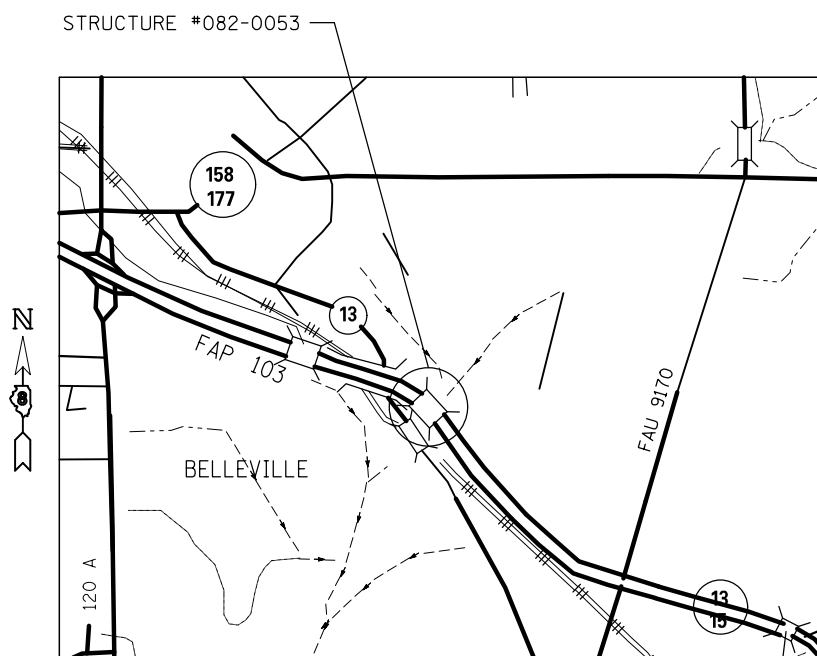 STRUCTURE #082-0053
158
177
13
N
FAP 103
8
FAU 9170
BELLEVILLE
120 A
13
15